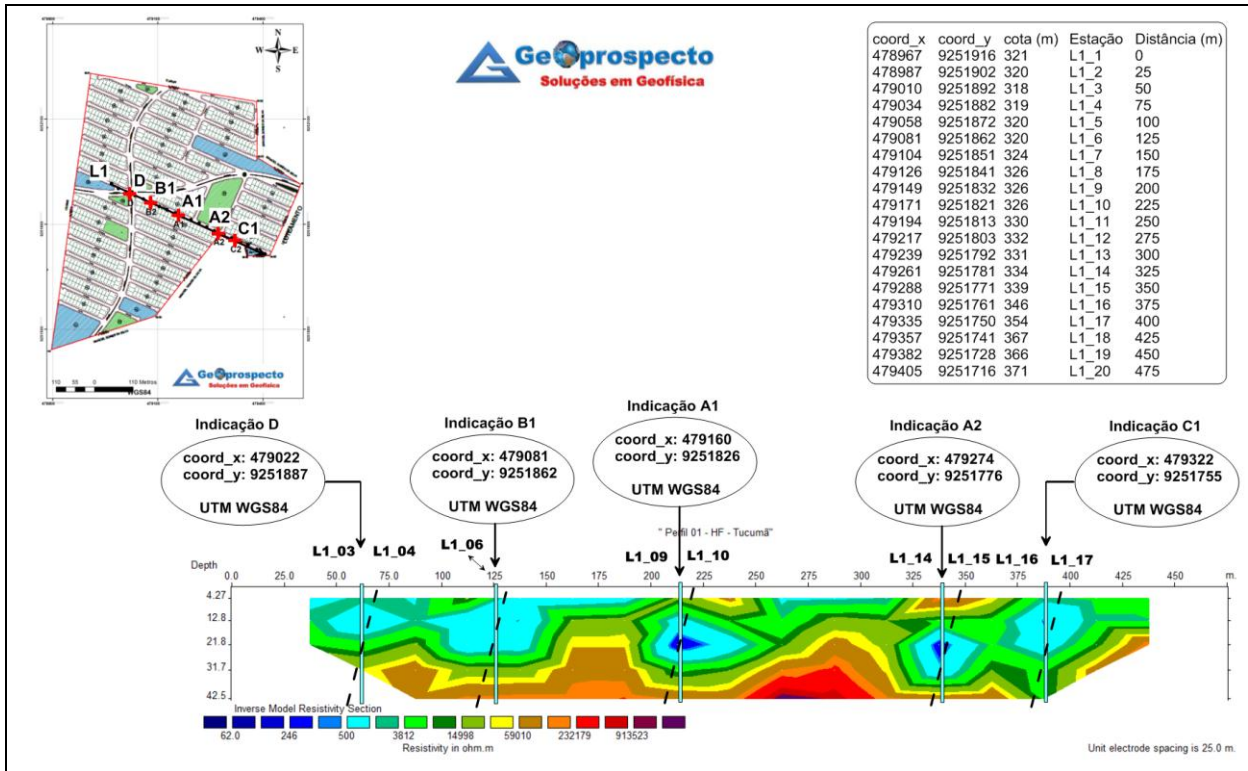 N
W E
S
L1
D
B1
B2
A1
A1
A2
A2
C1
C2
110 55 0 110 Metros
WGS84
Geoprospecto
Soluções em Geofísica
Geoprospecto
Soluções em Geofísica
coord_x coord_y cota (m) Estação Distância (m)
478967 9251916 321 L1_1 0
478987 9251902 320 L1_2 25
479010 9251892 318 L1_3 50
479034 9251882 319 L1_4 75
479058 9251872 320 L1_5 100
479081 9251862 320 L1_6 125
479104 9251851 324 L1_7 150
479126 9251841 326 L1_8 175
479149 9251832 326 L1_9 200
479171 9251821 326 L1_10 225
479194 9251813 330 L1_11 250
479217 9251803 332 L1_12 275
479239 9251792 331 L1_13 300
479261 9251781 334 L1_14 325
479288 9251771 339 L1_15 350
479310 9251761 346 L1_16 375
479335 9251750 354 L1_17 400
479357 9251741 367 L1_18 425
479382 9251728 366 L1_19 450
479405 9251716 371 L1_20 475
Indicação D
coord_x: 479022
coord_y: 9251887
UTM WGS84
Indicação B1
coord_x: 479081
coord_y: 9251862
UTM WGS84
Indicação A1
coord_x: 479160
coord_y: 9251826
UTM WGS84
Indicação A2
coord_x: 479274
coord_y: 9251776
UTM WGS84
Indicação C1
coord_x: 479322
coord_y: 9251755
UTM WGS84
" Perfil 01 - HF - Tucumã"
L1_03 L1_04 L1_06 L1_09 L1_10 L1_14 L1_15 L1_16 L1_17
Depth 0.0 25.0 50.0 75.0 100 125 150 175 200 225 250 275 300 325 350 375 400 425 450 m.
4.27
12.8
21.8
31.7
42.5
Inverse Model Resistivity Section
62.0 246 500 3812 14998 59010 232179 913523
Resistivity in ohm.m
Unit electrode spacing is 25.0 m.